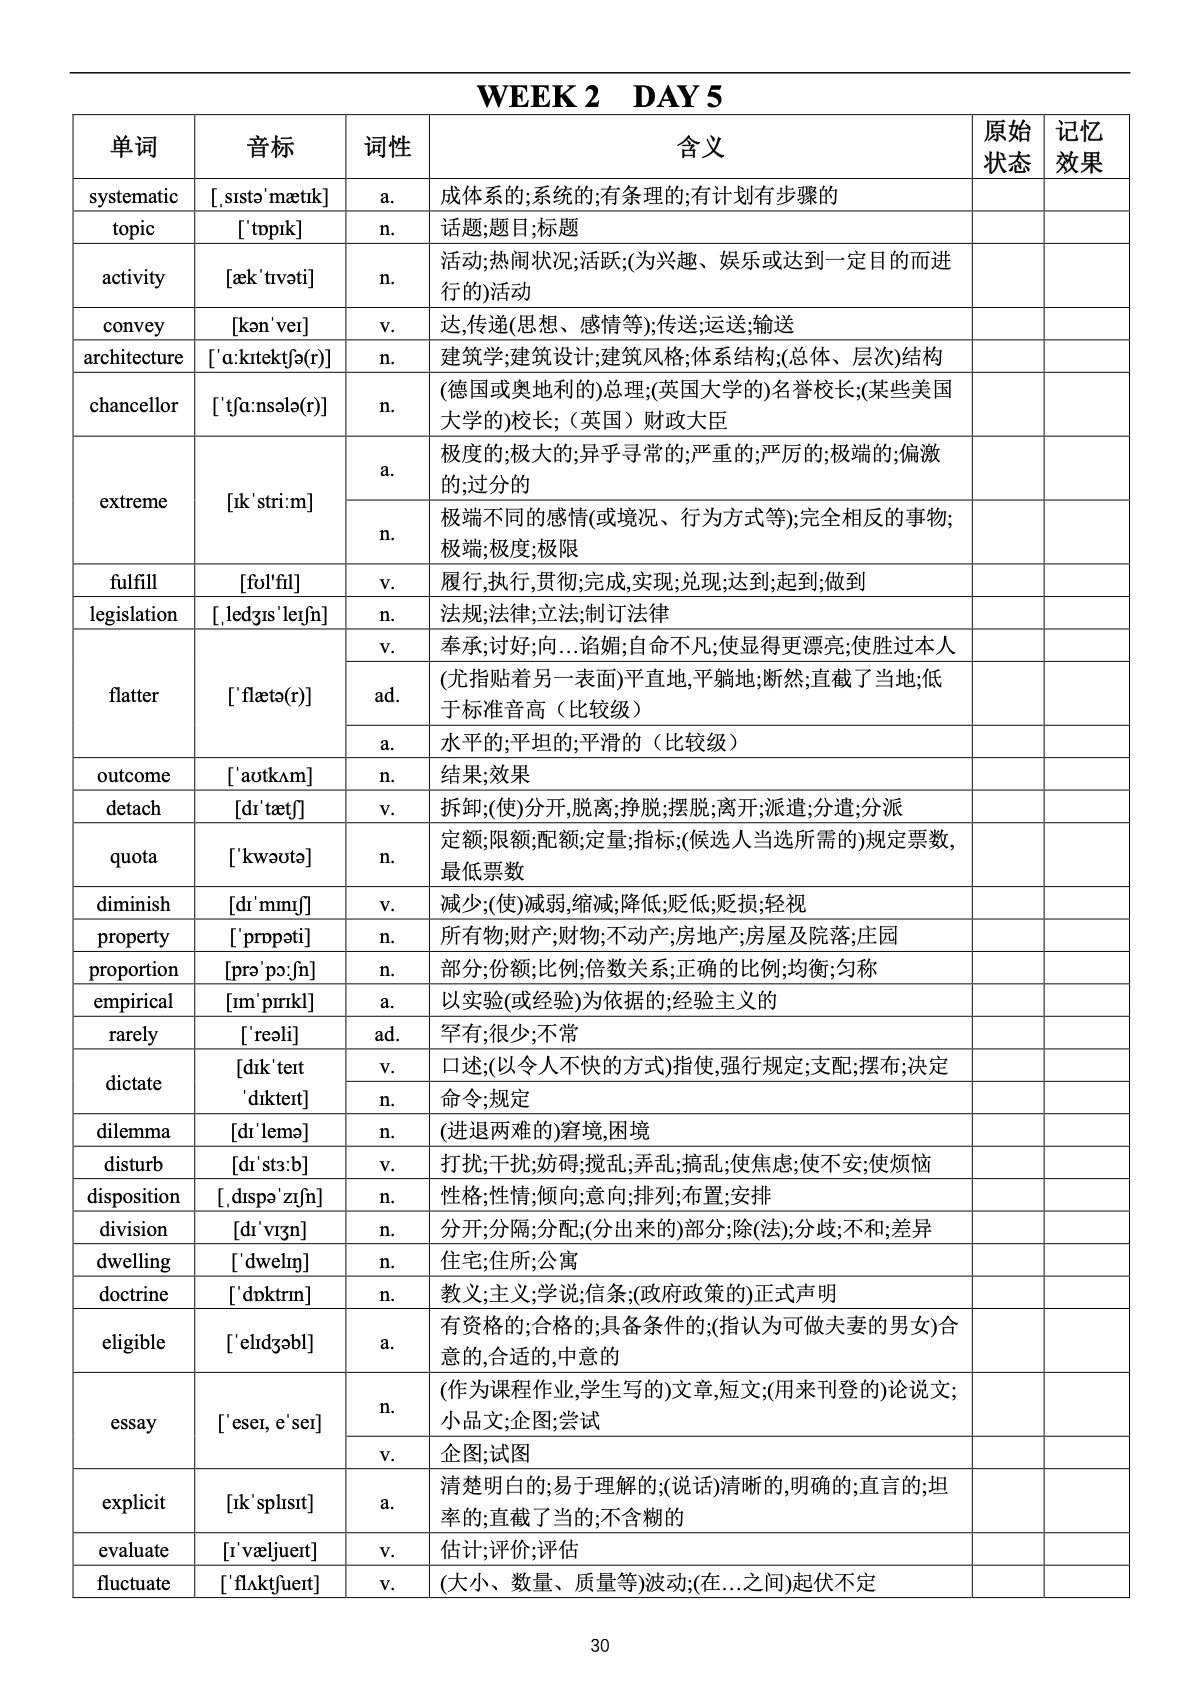 WEEK 2 DAY 5
单词 音标 词性 含义 原始状态 记忆效果
systematic [ˌsɪstəˈmætɪk] a. 成体系的;系统的;有条理的;有计划有步骤的
topic [ˈtɒpɪk] n. 话题;题目;标题
activity [ækˈtɪvəti] n. 活动;热闹状况;活跃;(为兴趣、娱乐或达到一定目的而进
行的)活动
convey [kənˈveɪ] v. 达,传递(思想、感情等);传送;运送;输送
architecture [ˈɑːkɪtektʃə(r)] n. 建筑学;建筑设计;建筑风格;体系结构;(总体、层次)结构
chancellor [ˈtʃɑːnsələ(r)] n. (德国或奥地利的)总理;(英国大学的)名誉校长;(某些美国
大学的)校长;（英国）财政大臣
extreme [ɪkˈstriːm] a. 极度的;极大的;异乎寻常的;严重的;严厉的;极端的;偏激
的;过分的
n. 极端不同的感情(或境况、行为方式等);完全相反的事物;
极端;极度;极限
fulfill [fʊl'fɪl] v. 履行,执行,贯彻;完成,实现;兑现;达到;起到;做到
legislation [ˌledʒɪsˈleɪʃn] n. 法规;法律;立法;制订法律
flatter [ˈflætə(r)] v. 奉承;讨好;向…谄媚;自命不凡;使显得更漂亮;使胜过本人
ad. (尤指贴着另一表面)平直地,平躺地;断然;直截了当地;低
于标准音高（比较级）
a. 水平的;平坦的;平滑的（比较级）
outcome [ˈaʊtkʌm] n. 结果;效果
detach [dɪˈtætʃ] v. 拆卸;(使)分开,脱离;挣脱;摆脱;离开;派遣;分遣;分派
quota [ˈkwəʊtə] n. 定额;限额;配额;定量;指标;(候选人当选所需的)规定票数,
最低票数
diminish [dɪˈmɪnɪʃ] v. 减少;(使)减弱,缩减;降低;贬低;贬损;轻视
property [ˈprɒpəti] n. 所有物;财产;财物;不动产;房地产;房屋及院落;庄园
proportion [prəˈpɔːʃn] n. 部分;份额;比例;倍数关系;正确的比例;均衡;匀称
empirical [ɪmˈpɪrɪkl] a. 以实验(或经验)为依据的;经验主义的
rarely [ˈreəli] ad. 罕有;很少;不常
dictate [dɪkˈteɪt v. 口述;(以令人不快的方式)指使,强行规定;支配;摆布;决定
ˈdɪkteɪt] n. 命令;规定
dilemma [dɪˈlemə] n. (进退两难的)窘境,困境
disturb [dɪˈstɜːb] v. 打扰;干扰;妨碍;搅乱;弄乱;搞乱;使焦虑;使不安;使烦恼
disposition [ˌdɪspəˈzɪʃn] n. 性格;性情;倾向;意向;排列;布置;安排
division [dɪˈvɪʒn] n. 分开;分隔;分配;(分出来的)部分;除(法);分歧;不和;差异
dwelling [ˈdwelɪŋ] n. 住宅;住所;公寓
doctrine [ˈdɒktrɪn] n. 教义;主义;学说;信条;(政府政策的)正式声明
eligible [ˈelɪdʒəbl] a. 有资格的;合格的;具备条件的;(指认为可做夫妻的男女)合
意的,合适的,中意的
essay [ˈeseɪ, eˈseɪ] n. (作为课程作业,学生写的)文章,短文;(用来刊登的)论说文;
小品文;企图;尝试
v. 企图;试图
explicit [ɪkˈsplɪsɪt] a. 清楚明白的;易于理解的;(说话)清晰的,明确的;直言的;坦
率的;直截了当的;不含糊的
evaluate [ɪˈvæljueɪt] v. 估计;评价;评估
fluctuate [ˈflʌktʃueɪt] v. (大小、数量、质量等)波动;(在…之间)起伏不定
30